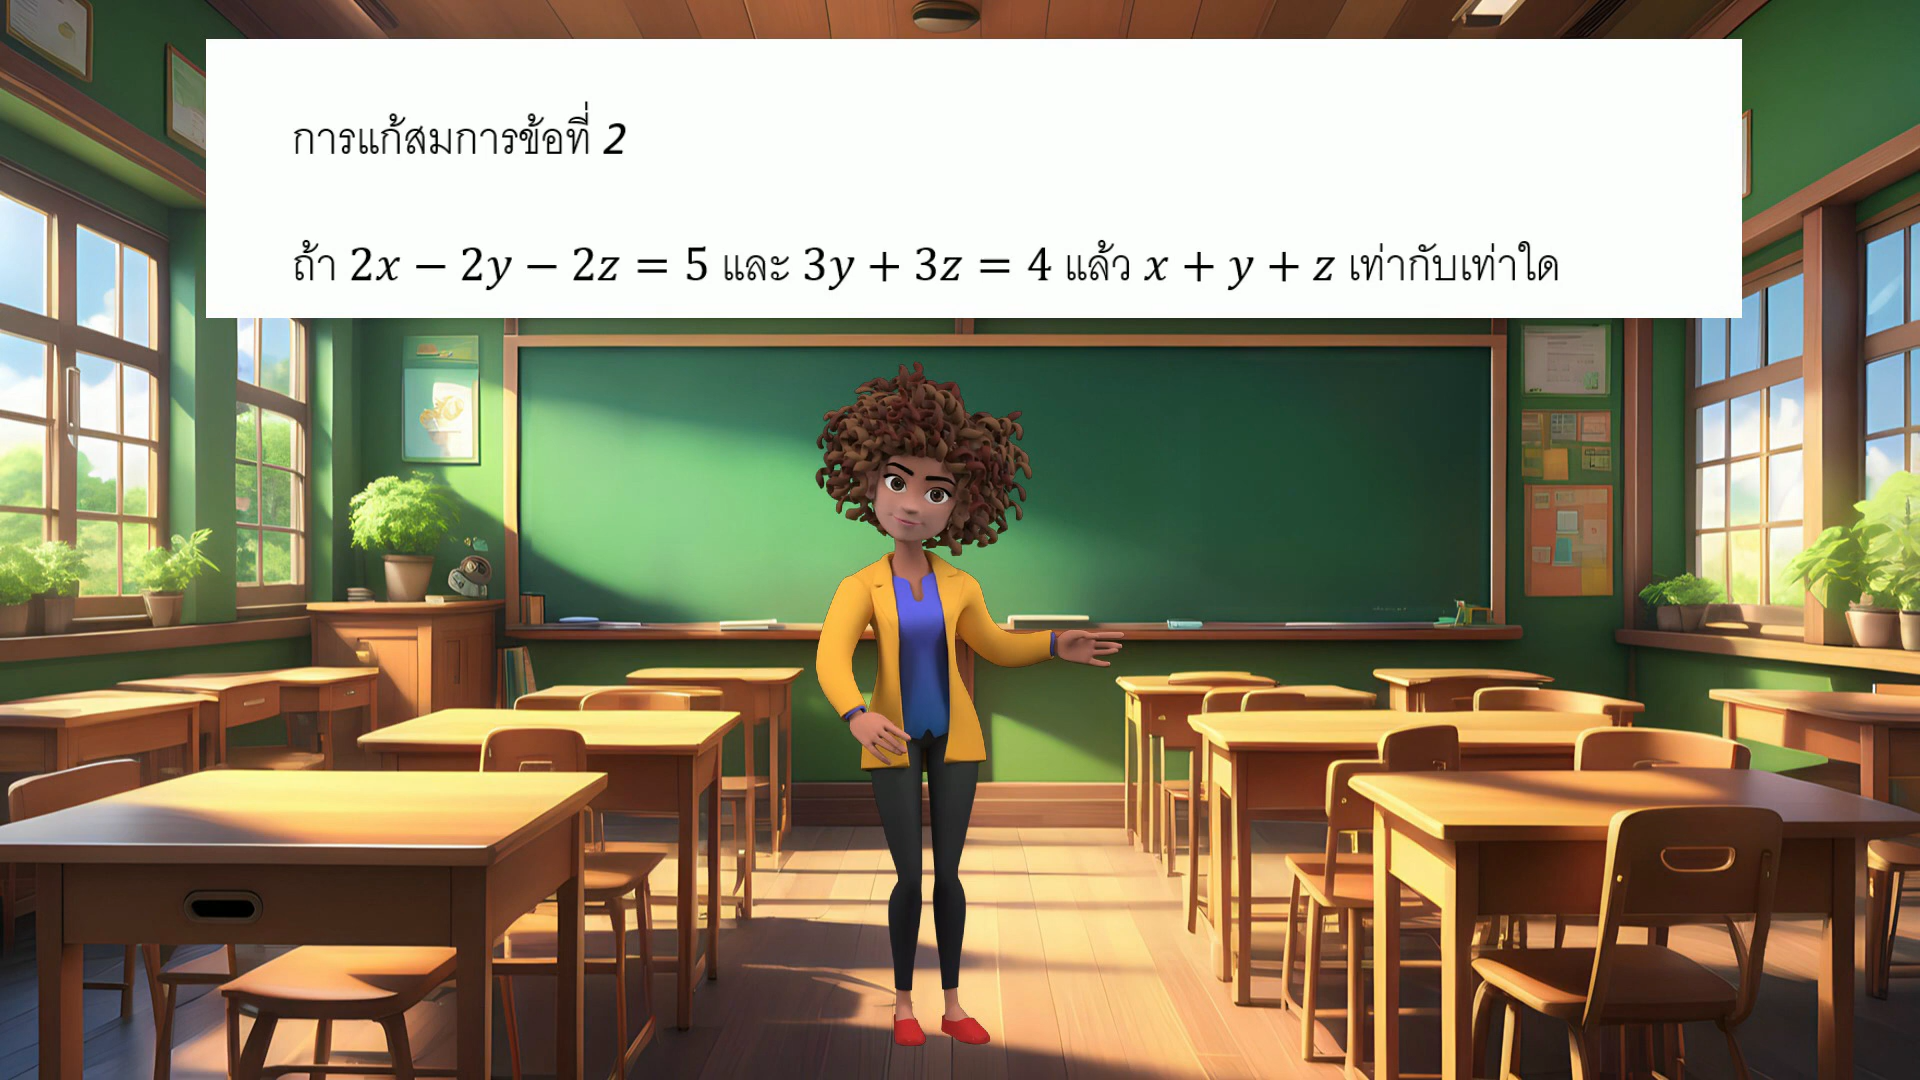 การแก้สมการข้อที่ 2
ถ้า 2x − 2y − 2z = 5 และ 3y + 3z = 4 แล้ว x + y + z เท่ากับเท่าใด